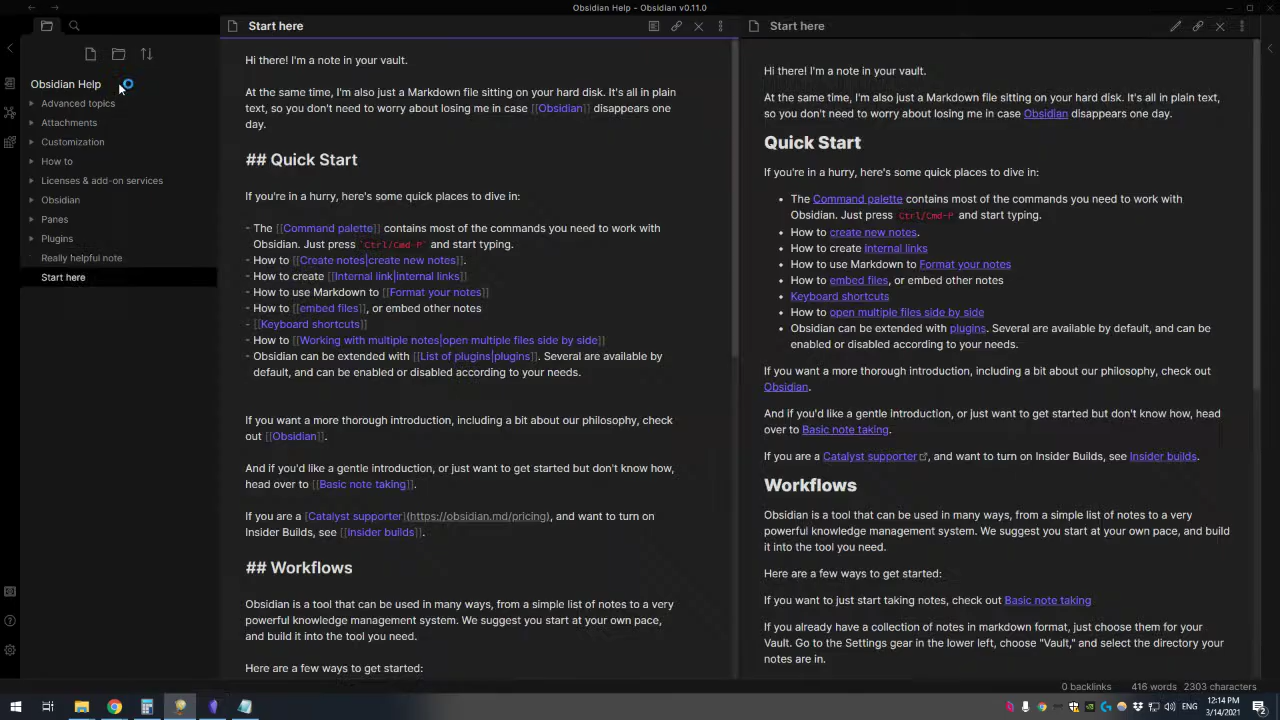 Obsidian Help - Obsidian v0.11.0
Start here
Start here
Obsidian Help
Advanced topics
Attachments
Customization
How to
Licenses & add-on services
Obsidian
Panes
Plugins
Really helpful note
Start here
Hi there! I'm a note in your vault.
At the same time, I'm also just a Markdown file sitting on your hard disk. It's all in plain
text, so you don't need to worry about losing me in case [[Obsidian]] disappears one
day.
## Quick Start
If you're in a hurry, here's some quick places to dive in:
- The [[Command palette]] contains most of the commands you need to work with
Obsidian. Just press `Ctrl/Cmd-P` and start typing.
- How to [[Create notes|create new notes]].
- How to create [[Internal link|internal links]]
- How to use Markdown to [[Format your notes]]
- How to [[embed files]], or embed other notes
- [[Keyboard shortcuts]]
- How to [[Working with multiple notes|open multiple files side by side]]
- Obsidian can be extended with [[List of plugins|plugins]]. Several are available by
default, and can be enabled or disabled according to your needs.
If you want a more thorough introduction, including a bit about our philosophy, check
out [[Obsidian]].
And if you'd like a gentle introduction, or just want to get started but don't know how,
head over to [[Basic note taking]].
If you are a [Catalyst supporter](https://obsidian.md/pricing), and want to turn on
Insider Builds, see [[Insider builds]].
## Workflows
Obsidian is a tool that can be used in many ways, from a simple list of notes to a very
powerful knowledge management system. We suggest you start at your own pace,
and build it into the tool you need.
Here are a few ways to get started:
Hi there! I'm a note in your vault.
At the same time, I'm also just a Markdown file sitting on your hard disk. It's all in plain text,
so you don't need to worry about losing me in case Obsidian disappears one day.
Quick Start
If you're in a hurry, here's some quick places to dive in:
• The Command palette contains most of the commands you need to work with
Obsidian. Just press Ctrl/Cmd-P and start typing.
• How to create new notes.
• How to create internal links
• How to use Markdown to Format your notes
• How to embed files, or embed other notes
• Keyboard shortcuts
• How to open multiple files side by side
• Obsidian can be extended with plugins. Several are available by default, and can be
enabled or disabled according to your needs.
If you want a more thorough introduction, including a bit about our philosophy, check out
Obsidian.
And if you'd like a gentle introduction, or just want to get started but don't know how, head
over to Basic note taking.
If you are a Catalyst supporter, and want to turn on Insider Builds, see Insider builds.
Workflows
Obsidian is a tool that can be used in many ways, from a simple list of notes to a very
powerful knowledge management system. We suggest you start at your own pace, and build
it into the tool you need.
Here are a few ways to get started:
If you want to just start taking notes, check out Basic note taking
If you already have a collection of notes in markdown format, just choose them for your
Vault. Go to the Settings gear in the lower left, choose "Vault," and select the directory your
notes are in.
0 backlinks 416 words 2303 characters
ENG
12:14 PM
3/14/2021
2